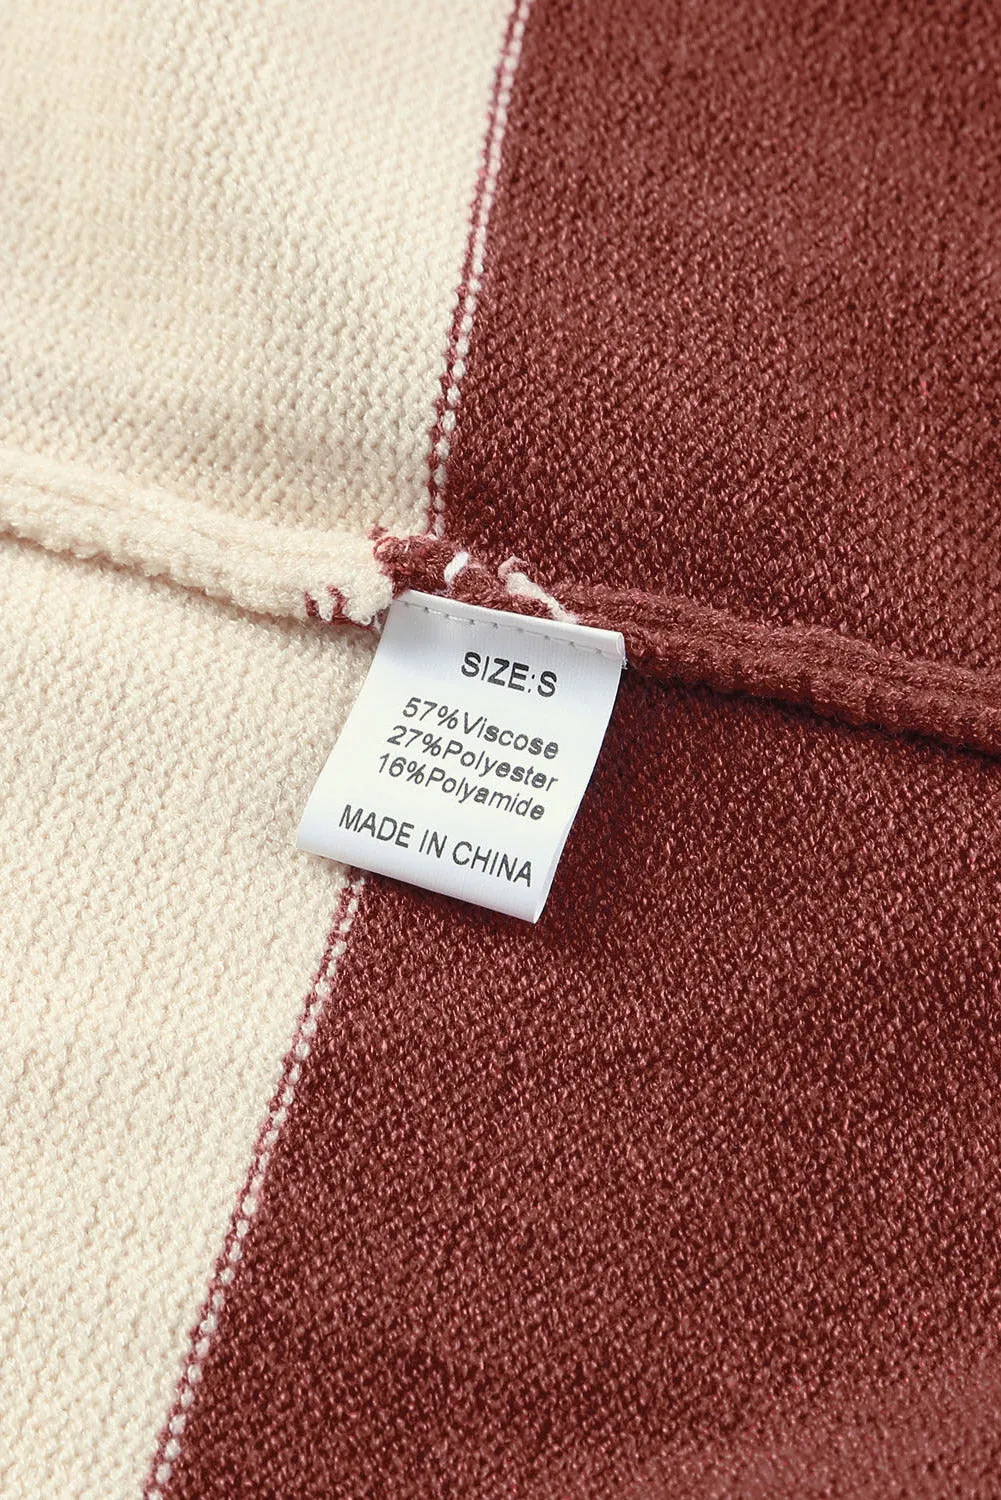 SIZE:S
57%Viscose
27%Polyester
16%Polyamide
MADE IN CHINA